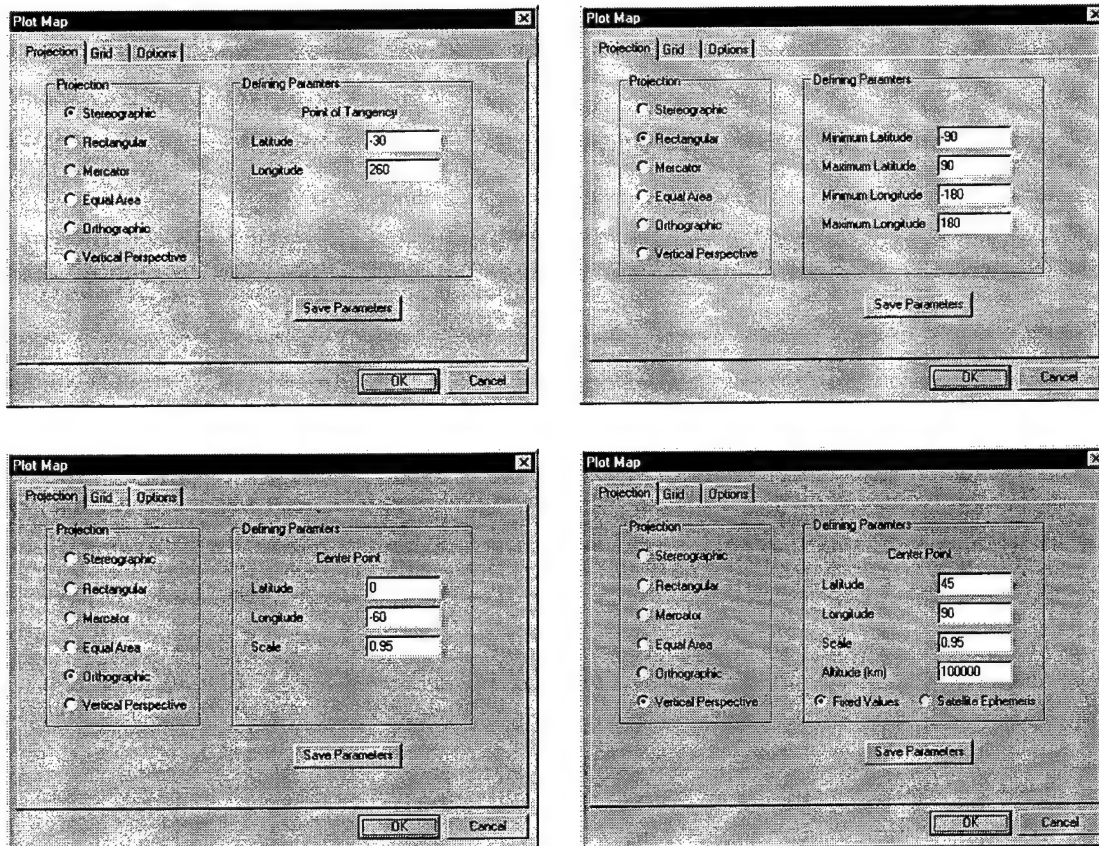 Plot Map
Projection Grid Options
Projection
Stereographic
Rectangular
Mercator
Equal Area
Orthographic
Vertical Perspective
Defining Paramters
Point of Tangency
Latitude -30
Longitude 260
Save Parameters
OK Cancel
Plot Map
Projection Grid Options
Projection
Stereographic
Rectangular
Mercator
Equal Area
Orthographic
Vertical Perspective
Defining Paramters
Minimum Latitude -90
Maximum Latitude 90
Minimum Longitude -180
Maximum Longitude 180
Save Parameters
OK Cancel
Plot Map
Projection Grid Options
Projection
Stereographic
Rectangular
Mercator
Equal Area
Orthographic
Vertical Perspective
Defining Paramters
Center Point
Latitude 0
Longitude -60
Scale 0.95
Save Parameters
OK Cancel
Plot Map
Projection Grid Options
Projection
Stereographic
Rectangular
Mercator
Equal Area
Orthographic
Vertical Perspective
Defining Paramters
Center Point
Latitude 45
Longitude 90
Scale 0.95
Altitude (km) 100000
Fixed Values Satellite Ephemeris
Save Parameters
OK Cancel